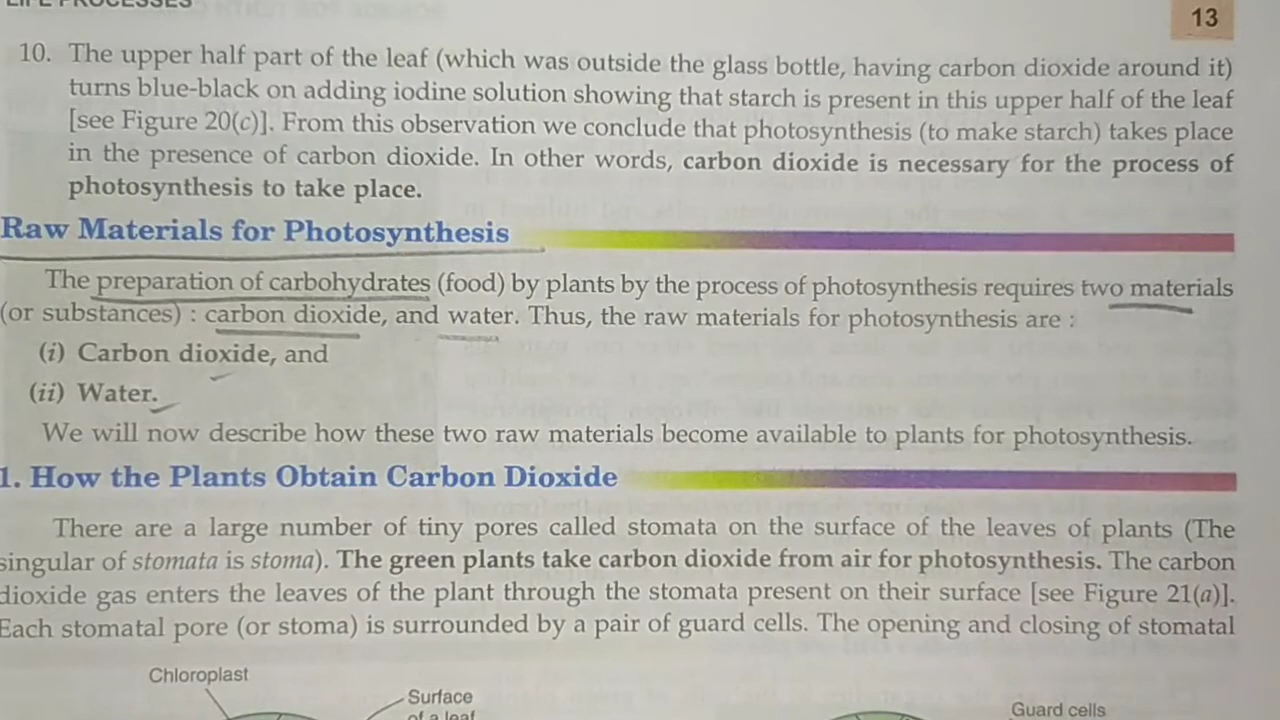 LIFE PROCESSES
13
10. The upper half part of the leaf (which was outside the glass bottle, having carbon dioxide around it)
turns blue-black on adding iodine solution showing that starch is present in this upper half of the leaf
[see Figure 20(c)]. From this observation we conclude that photosynthesis (to make starch) takes place
in the presence of carbon dioxide. In other words, carbon dioxide is necessary for the process of
photosynthesis to take place.
Raw Materials for Photosynthesis
The preparation of carbohydrates (food) by plants by the process of photosynthesis requires two materials
(or substances) : carbon dioxide, and water. Thus, the raw materials for photosynthesis are :
(i) Carbon dioxide, and
(ii) Water.
We will now describe how these two raw materials become available to plants for photosynthesis.
1. How the Plants Obtain Carbon Dioxide
There are a large number of tiny pores called stomata on the surface of the leaves of plants (The
singular of stomata is stoma). The green plants take carbon dioxide from air for photosynthesis. The carbon
dioxide gas enters the leaves of the plant through the stomata present on their surface [see Figure 21(a)].
Each stomatal pore (or stoma) is surrounded by a pair of guard cells. The opening and closing of stomatal
Chloroplast
Surface
of a leaf
Guard cells